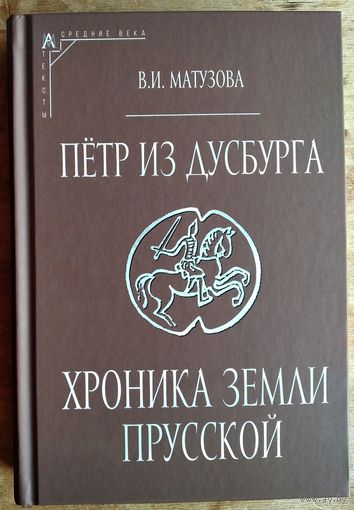 СРЕДНИЕ ВЕКА
ТЕКСТЫ
В.И. МАТУЗОВА
ПЁТР ИЗ ДУСБУРГА
ХРОНИКА ЗЕМЛИ
ПРУССКОЙ